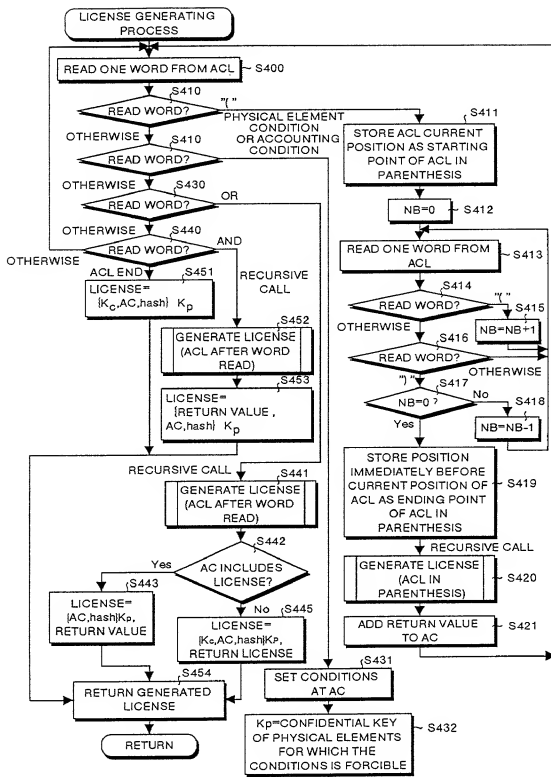 LICENSE GENERATING
PROCESS
READ ONE WORD FROM ACL
S400
S410
READ WORD?
"("
OTHERWISE
PHYSICAL ELEMENT
CONDITION
OR ACCOUNTING
CONDITION
S410
READ WORD?
OTHERWISE
S430
READ WORD?
OR
OTHERWISE
S440
READ WORD?
AND
OTHERWISE
ACL END
S451
LICENSE=
{Kc,AC,hash} Kp
RECURSIVE
CALL
S452
GENERATE LICENSE
(ACL AFTER WORD
READ)
S453
LICENSE=
{RETURN VALUE ,
AC,hash} Kp
RECURSIVE CALL
S441
GENERATE LICENSE
(ACL AFTER WORD
READ)
S442
AC INCLUDES
LICENSE?
Yes
S443
LICENSE=
{AC,hash}Kp,
RETURN VALUE
No
S445
LICENSE=
{Kc,AC,hash}KP,
RETURN LICENSE
S454
RETURN GENERATED
LICENSE
RETURN
S411
STORE ACL CURRENT
POSITION AS STARTING
POINT OF ACL IN
PARENTHESIS
NB=0
S412
READ ONE WORD FROM
ACL
S413
S414
READ WORD?
"("
S415
NB=NB+1
OTHERWISE
S416
READ WORD?
OTHERWISE
")"
S417
NB=0 ?
No
S418
NB=NB-1
Yes
STORE POSITION
IMMEDIATELY BEFORE
CURRENT POSITION OF
ACL AS ENDING POINT
OF ACL IN
PARENTHESIS
S419
RECURSIVE CALL
GENERATE LICENSE
(ACL IN
PARENTHESIS)
S420
ADD RETURN VALUE
TO AC
S421
S431
SET CONDITIONS
AT AC
Kp=CONFIDENTIAL KEY
OF PHYSICAL ELEMENTS
FOR WHICH THE
CONDITIONS IS FORCIBLE
S432